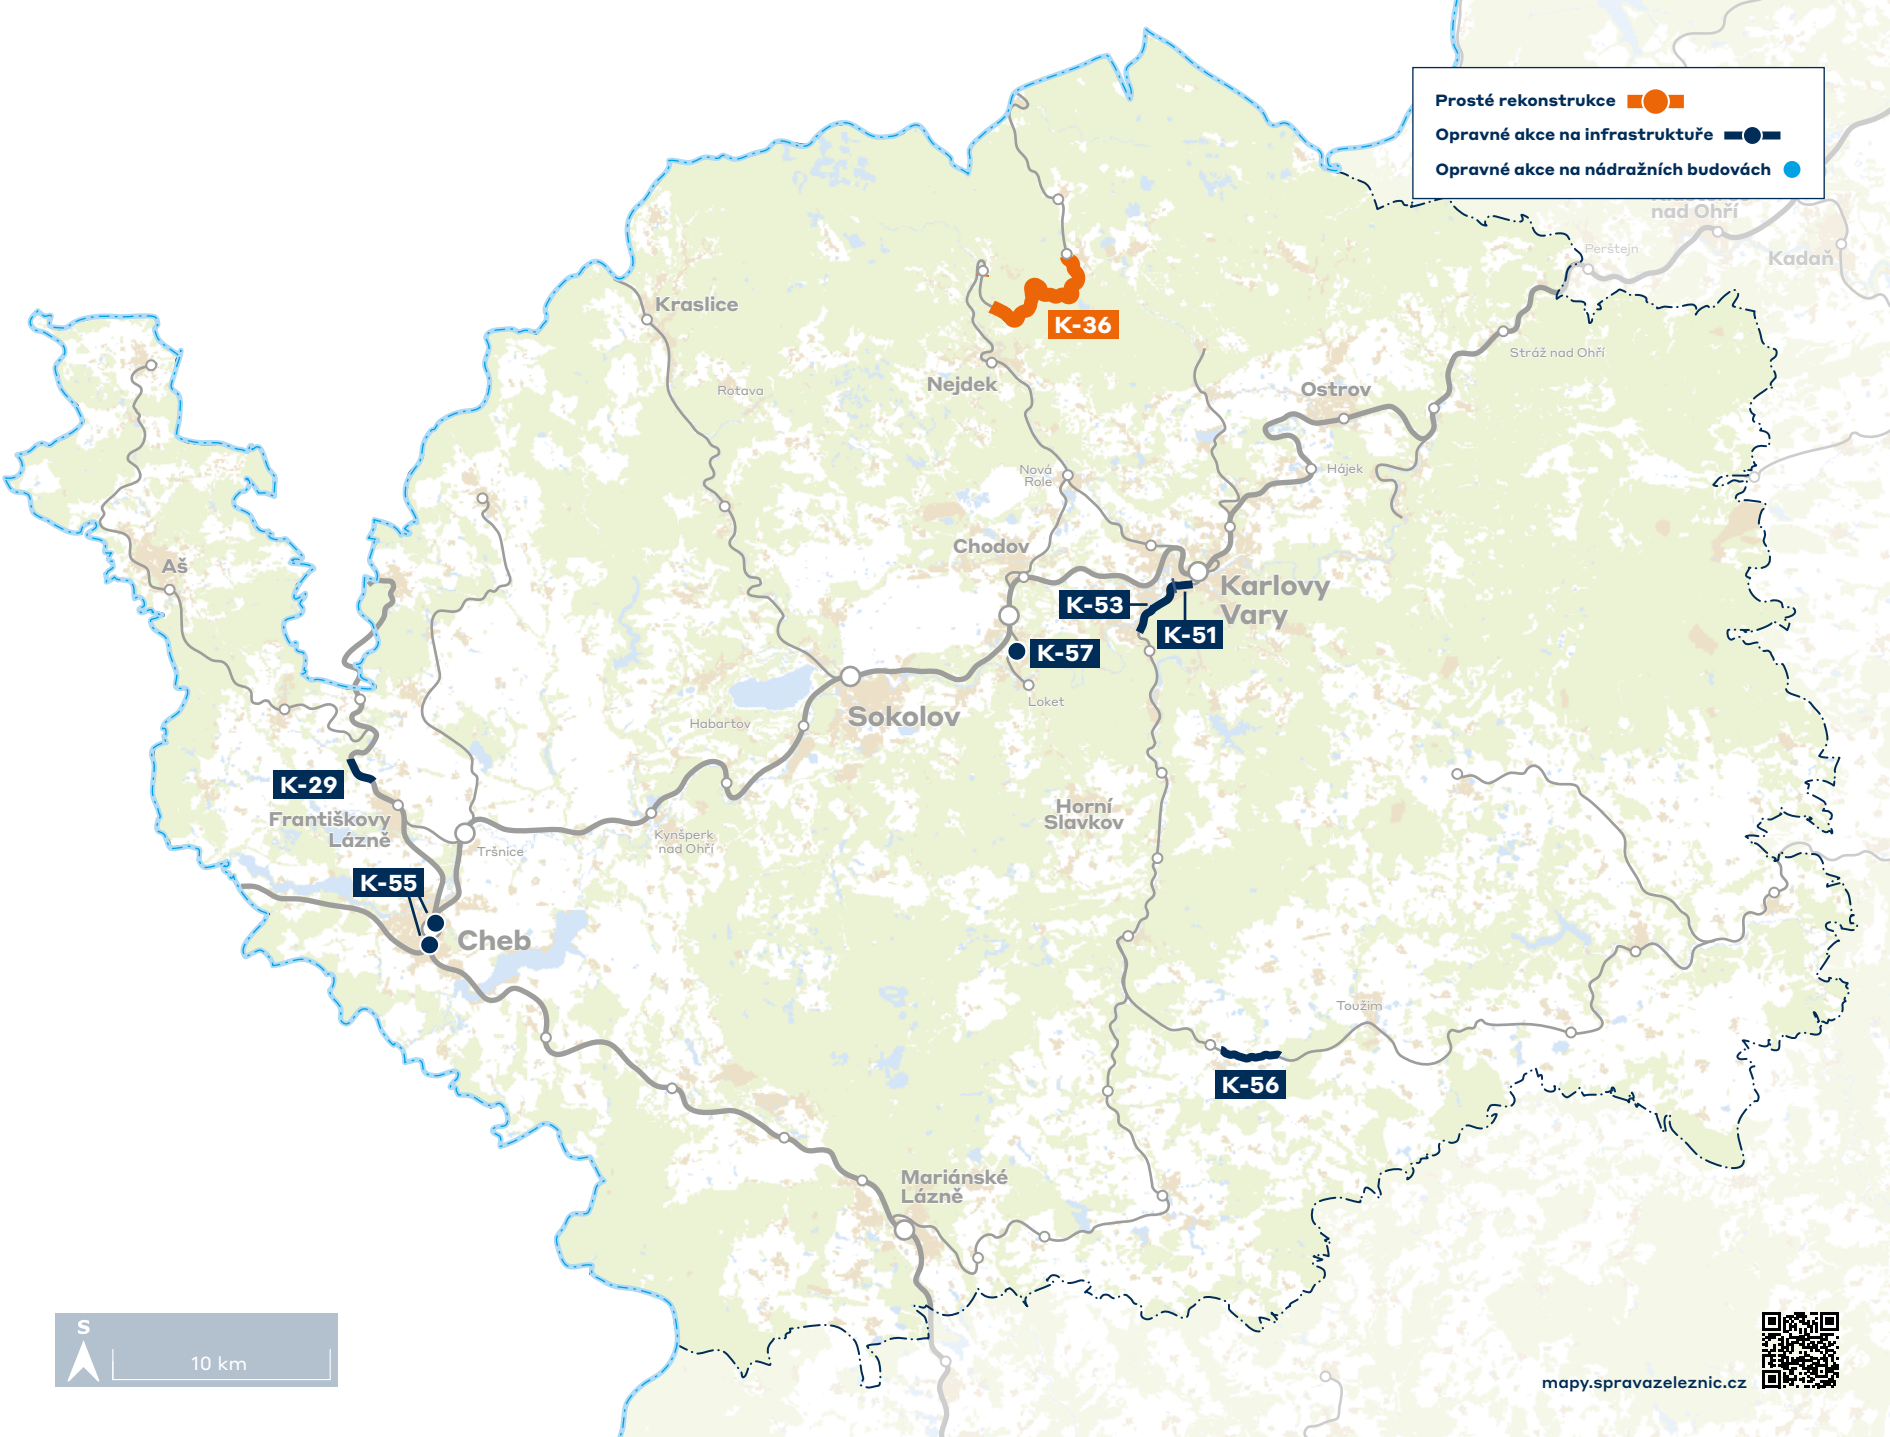 Prosté rekonstrukce
Opravné akce na infrastruktuře
Opravné akce na nádražních budovách
nad Ohří
Perštejn
Kadaň
Kraslice
K-36
Stráž nad Ohří
Rotava
Nejdek
Ostrov
Nová
Role
Hájek
Chodov
Aš
Karlovy
Vary
K-53
K-51
K-57
Loket
Habartov
Sokolov
K-29
Františkovy
Lázně
Horní
Slavkov
Kynšperk
nad Ohří
Tršnice
K-55
Cheb
Toužim
K-56
Mariánské
Lázně
S
10 km
mapy.spravazeleznic.cz